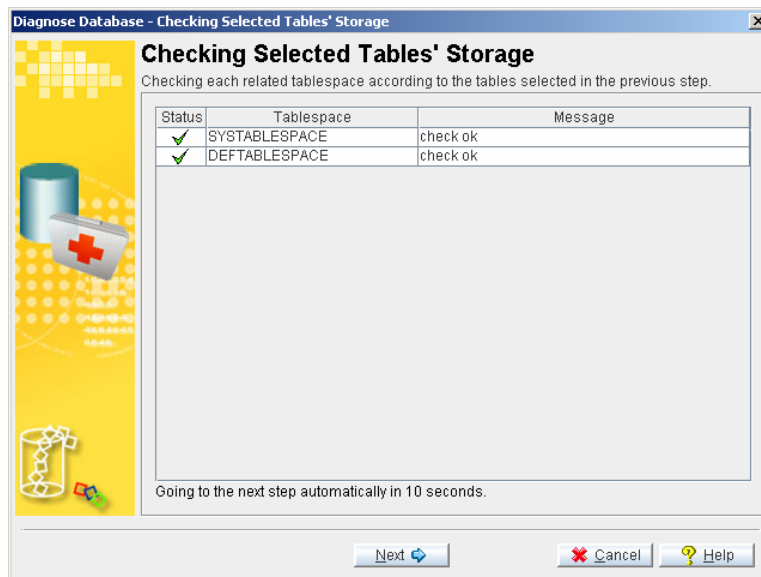 Diagnose Database - Checking Selected Tables' Storage
Checking Selected Tables' Storage
Checking each related tablespace according to the tables selected in the previous step.
Status Tablespace Message
SYSTABLESPACE check ok
DEFTABLESPACE check ok
Going to the next step automatically in 10 seconds.
Next Cancel Help